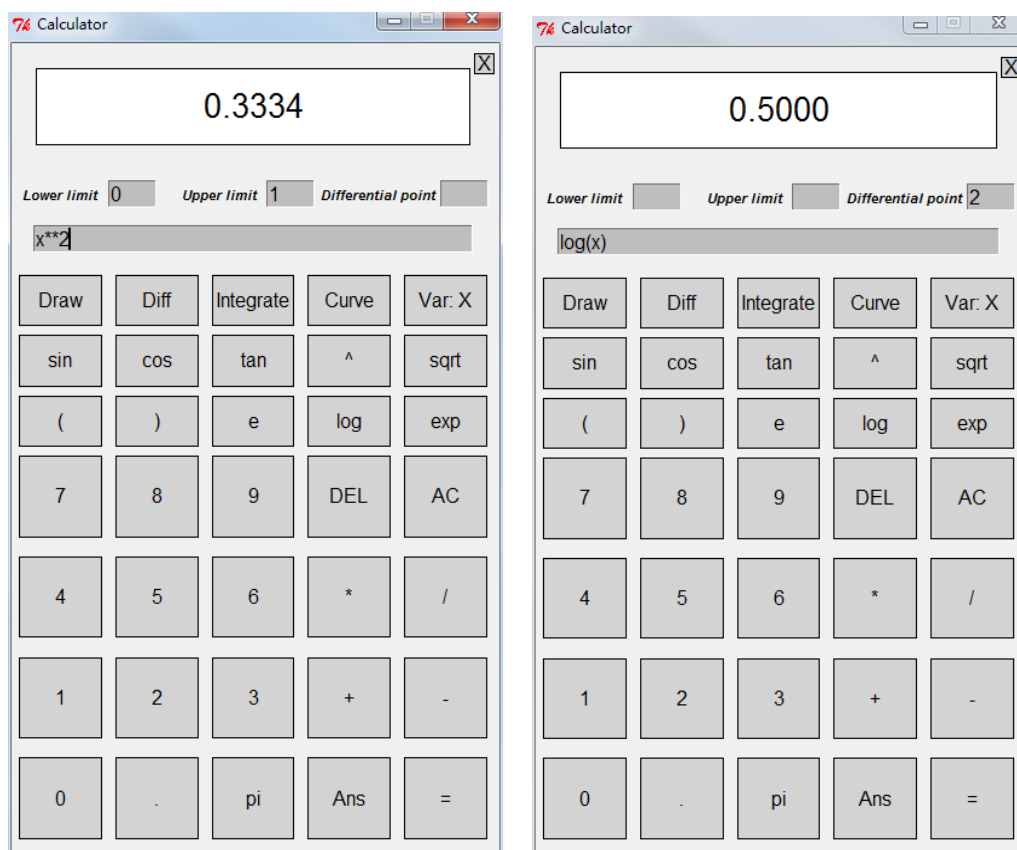 Calculator
X
0.3334
Lower limit 0 Upper limit 1 Differential point
x**2
Draw Diff Integrate Curve Var: X
sin cos tan ^ sqrt
( ) e log exp
7 8 9 DEL AC
4 5 6 * /
1 2 3 + -
0 . pi Ans =
Calculator
X
0.5000
Lower limit Upper limit Differential point 2
log(x)
Draw Diff Integrate Curve Var: X
sin cos tan ^ sqrt
( ) e log exp
7 8 9 DEL AC
4 5 6 * /
1 2 3 + -
0 . pi Ans =